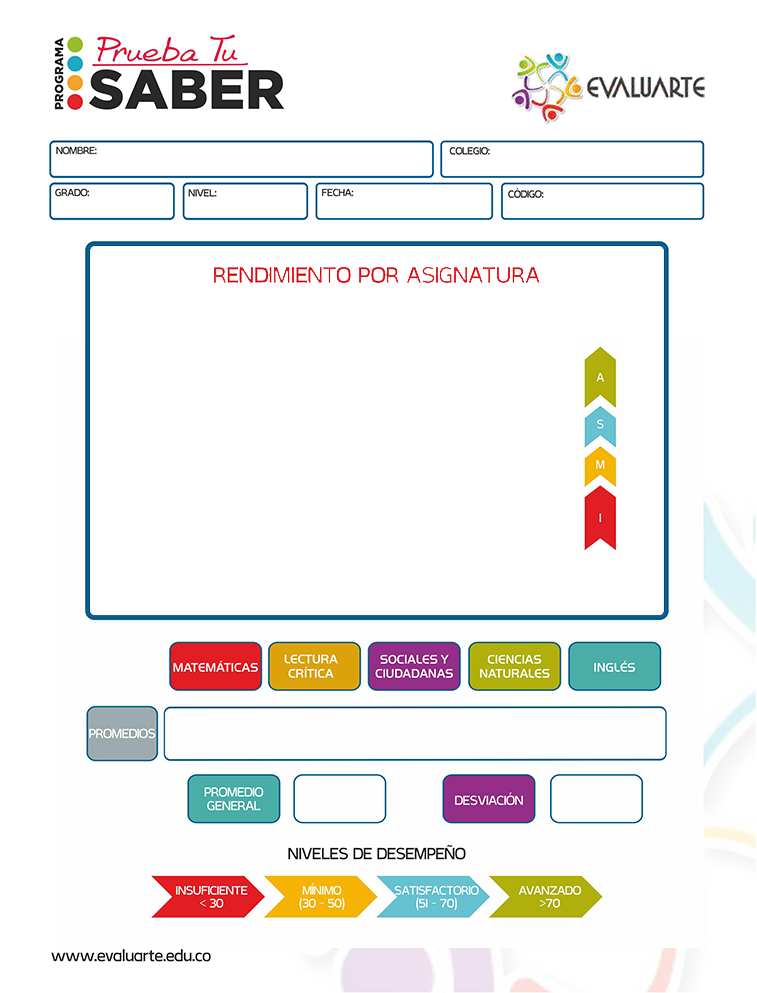 PROGRAMA
Prueba Tu
SABER
EVALUARTE
NOMBRE:
COLEGIO:
GRADO:
NIVEL:
FECHA:
CÓDIGO:
RENDIMIENTO POR ASIGNATURA
A
S
M
I
MATEMÁTICAS
LECTURA
CRÍTICA
SOCIALES Y
CIUDADANAS
CIENCIAS
NATURALES
INGLÉS
PROMEDIOS
PROMEDIO
GENERAL
DESVIACIÓN
NIVELES DE DESEMPEÑO
INSUFICIENTE
< 30
MÍNIMO
(30 - 50)
SATISFACTORIO
(51 - 70)
AVANZADO
>70
www.evaluarte.edu.co